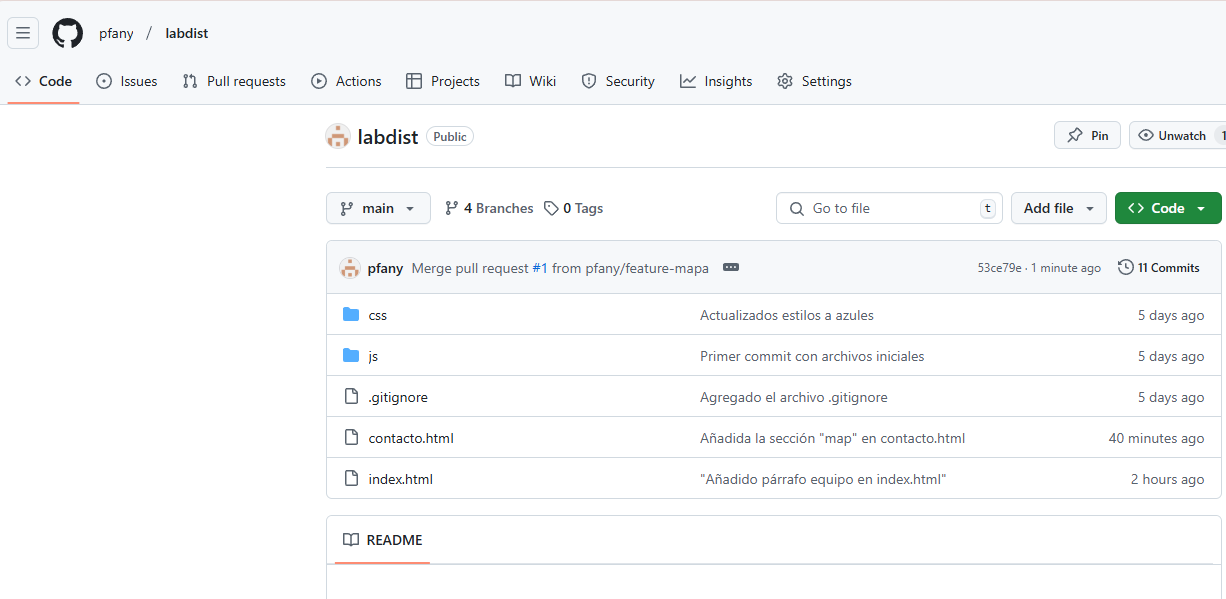 pfany / labdist
Code Issues Pull requests Actions Projects Wiki Security Insights Settings
labdist Public Pin Unwatch 1
main 4 Branches 0 Tags Go to file t Add file Code
pfany Merge pull request #1 from pfany/feature-mapa 53ce79e · 1 minute ago 11 Commits
css Actualizados estilos a azules 5 days ago
js Primer commit con archivos iniciales 5 days ago
.gitignore Agregado el archivo .gitignore 5 days ago
contacto.html Añadida la sección "map" en contacto.html 40 minutes ago
index.html "Añadido párrafo equipo en index.html" 2 hours ago
README